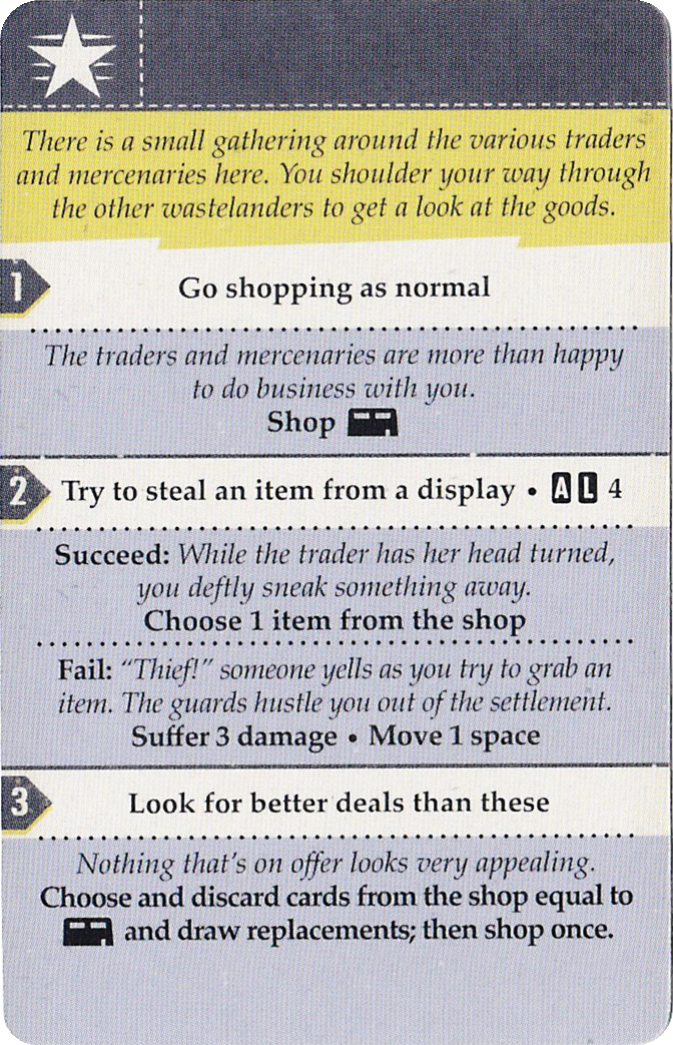 There is a small gathering around the various traders
and mercenaries here. You shoulder your way through
the other wastelanders to get a look at the goods.
1 Go shopping as normal
The traders and mercenaries are more than happy
to do business with you.
Shop
2 Try to steal an item from a display • A L 4
Succeed: While the trader has her head turned,
you deftly sneak something away.
Choose 1 item from the shop
Fail: “Thief!” someone yells as you try to grab an
item. The guards hustle you out of the settlement.
Suffer 3 damage • Move 1 space
3 Look for better deals than these
Nothing that's on offer looks very appealing.
Choose and discard cards from the shop equal to
and draw replacements; then shop once.